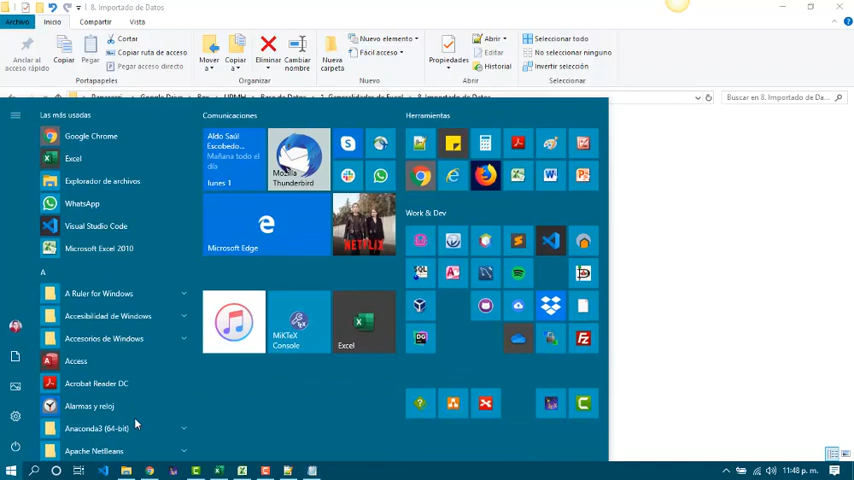 8. Importado de Datos
Archivo Inicio Compartir Vista
Anclar al acceso rápido
Copiar
Pegar
Cortar
Copiar ruta de acceso
Pegar acceso directo
Portapapeles
Mover a
Copiar a
Eliminar
Cambiar nombre
Organizar
Nueva carpeta
Nuevo elemento
Fácil acceso
Nuevo
Propiedades
Abrir
Editar
Historial
Abrir
Seleccionar todo
No seleccionar ninguno
Invertir selección
Seleccionar
Buscar en 8. Importado de Da...
Las más usadas
Google Chrome
Excel
Explorador de archivos
WhatsApp
Visual Studio Code
Microsoft Excel 2010
A
A Ruler for Windows
Accesibilidad de Windows
Accesorios de Windows
Access
Acrobat Reader DC
Alarmas y reloj
Anaconda3 (64-bit)
Apache NetBeans
Comunicaciones
Aldo Saúl
Escobedo...
Mañana todo el
día
lunes 1
Mozilla
Thunderbird
Microsoft Edge
NETFLIX
MiKTeX
Console
Excel
Herramientas
Work & Dev
11:48 p. m.